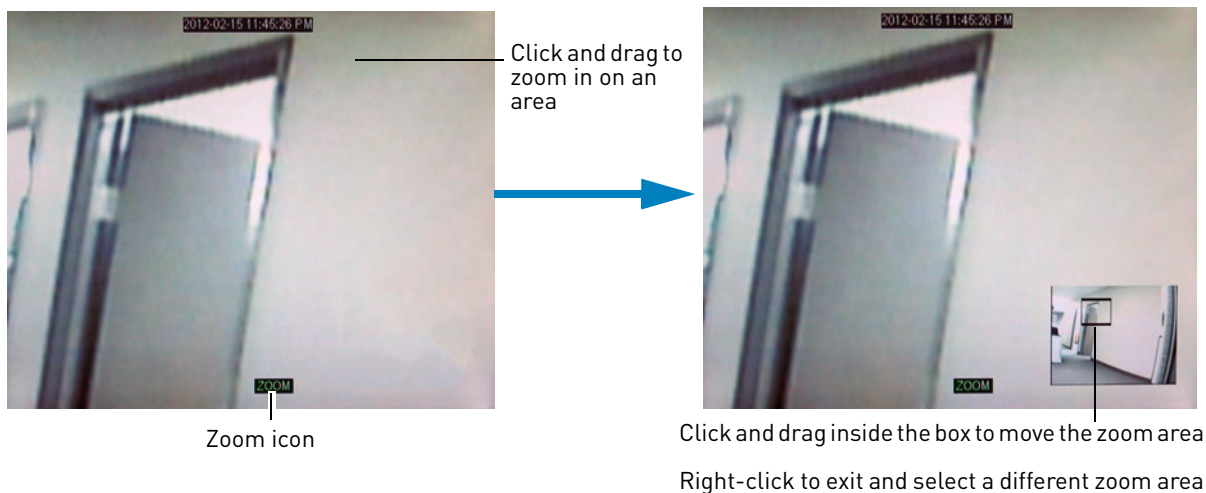 2012-02-15 11:45:26 PM
Click and drag to
zoom in on an
area
ZOOM
Zoom icon
2012-02-15 11:45:26 PM
ZOOM
Click and drag inside the box to move the zoom area
Right-click to exit and select a different zoom area